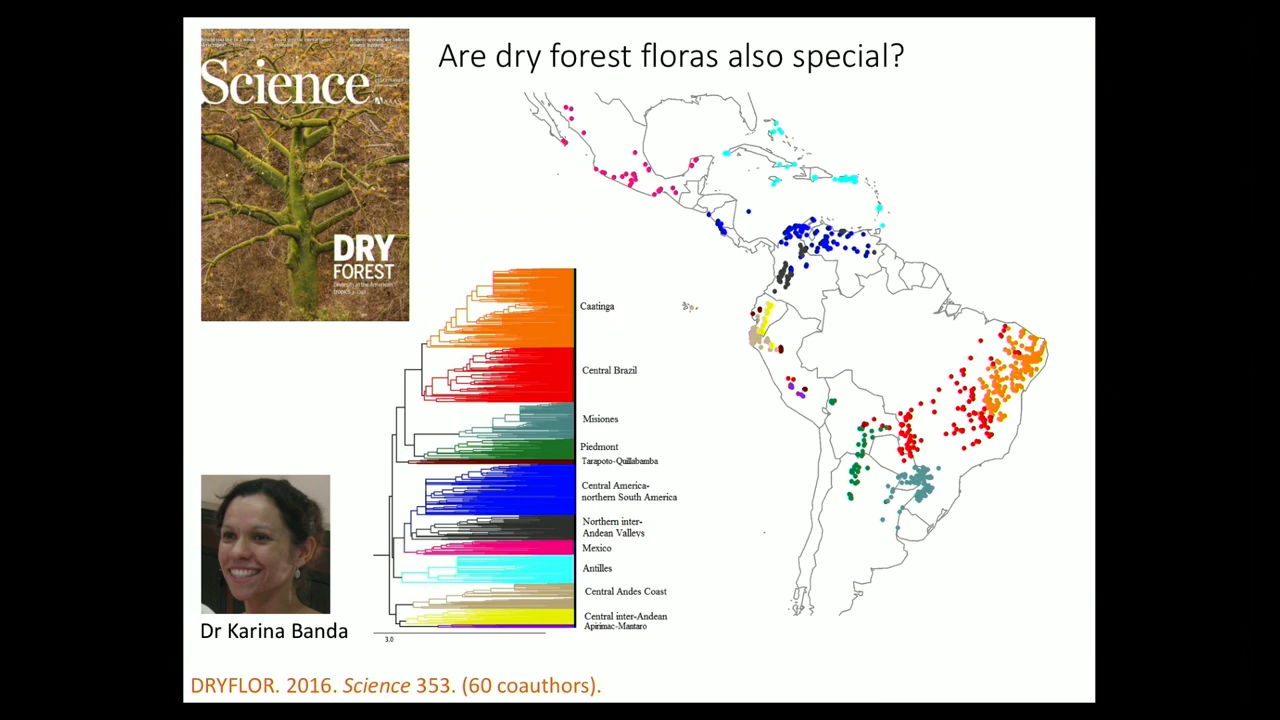 Are dry forest floras also special?
Science
AAAS
DRY
FOREST
Caatinga
Central Brazil
Misiones
Piedmont
Tarapoto-Quillabamba
Central America-
northern South America
Northern inter-
Andean Valleys
Mexico
Antilles
Central Andes Coast
Central inter-Andean
Apirimac-Mantaro
3.0
Dr Karina Banda
DRYFLOR. 2016. Science 353. (60 coauthors).